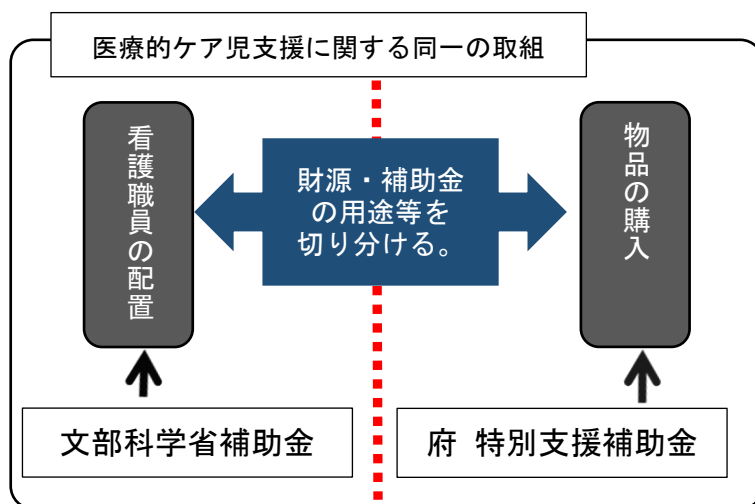 医療的ケア児支援に関する同一の取組
看護職員の配置
財源・補助金
の用途等を
切り分ける。
物品の購入
文部科学省補助金
府 特別支援補助金